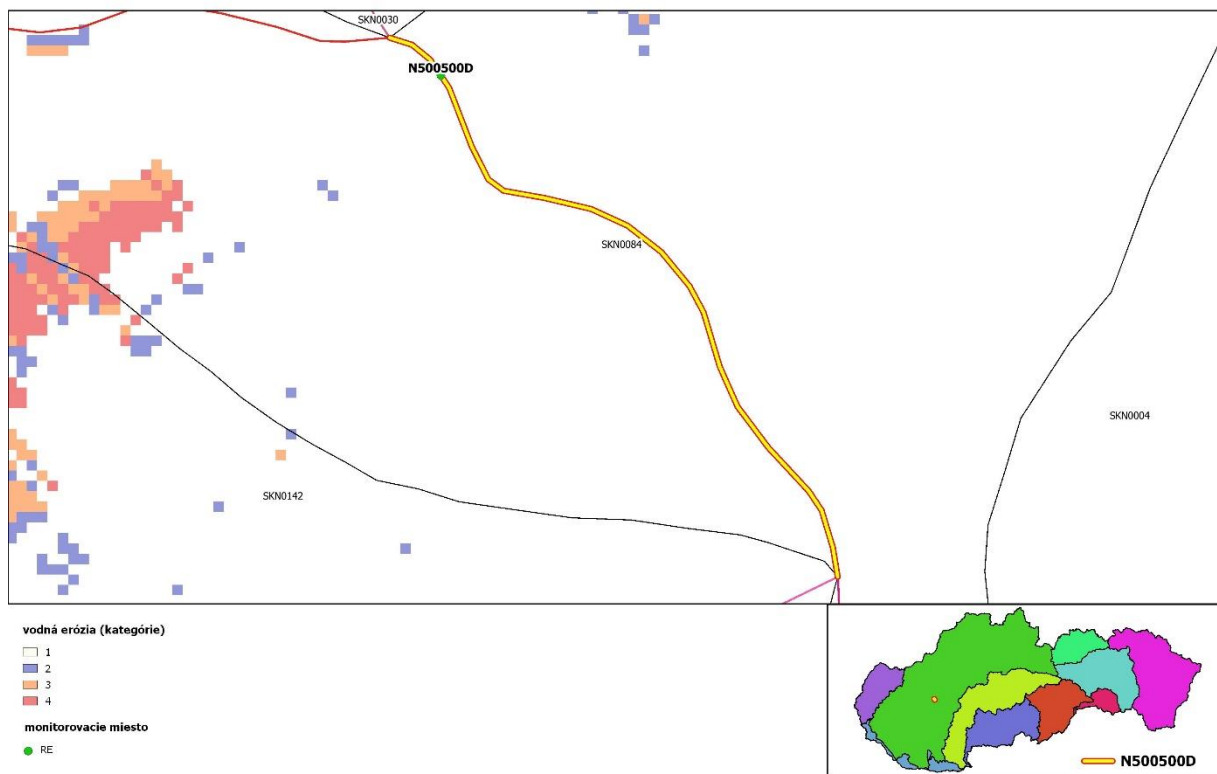 SKN0030
N500500D
SKN0084
SKN0004
SKN0142
vodná erózia (kategórie)
1
2
3
4
monitorovacie miesto
RE
N500500D